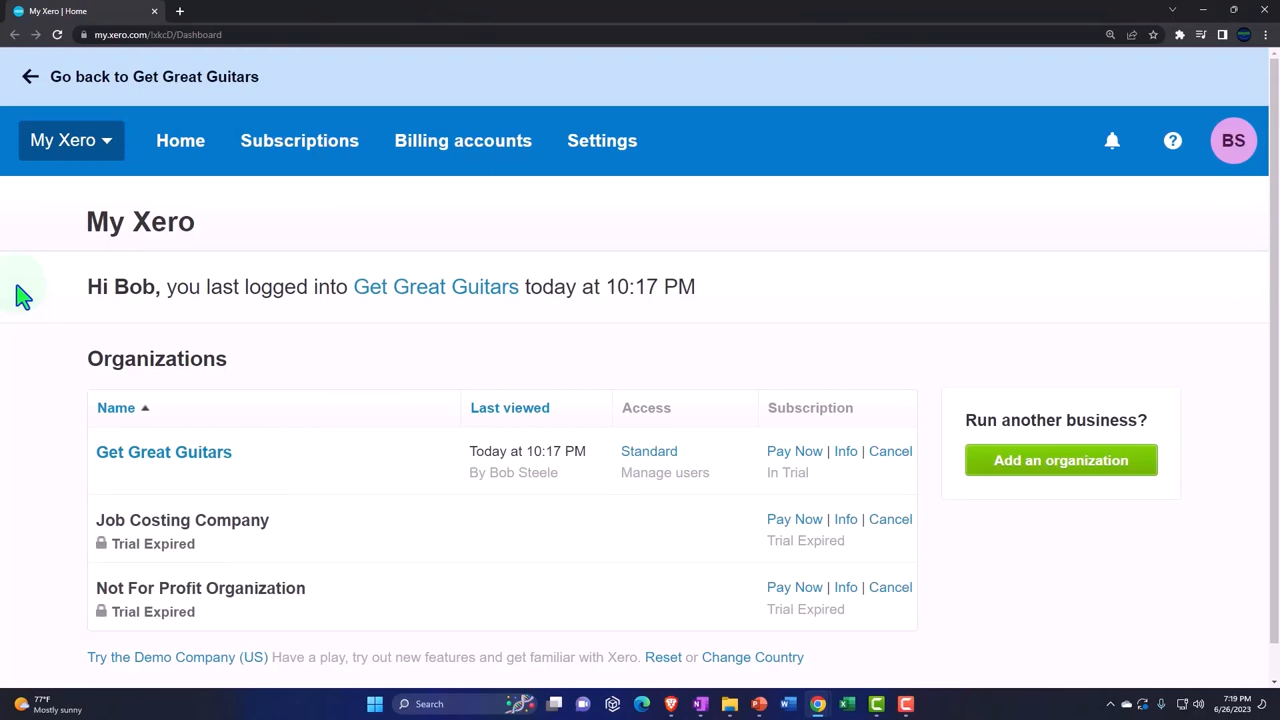 My Xero | Home
my.xero.com/!xkcD/Dashboard
Go back to Get Great Guitars
My Xero Home Subscriptions Billing accounts Settings BS
My Xero
Hi Bob, you last logged into Get Great Guitars today at 10:17 PM
Organizations
Name Last viewed Access Subscription
Get Great Guitars Today at 10:17 PM Standard Pay Now | Info | Cancel
By Bob Steele Manage users In Trial
Job Costing Company Pay Now | Info | Cancel
Trial Expired Trial Expired
Not For Profit Organization Pay Now | Info | Cancel
Trial Expired Trial Expired
Run another business?
Add an organization
Try the Demo Company (US) Have a play, try out new features and get familiar with Xero. Reset or Change Country
77°F
Mostly sunny
Search
7:19 PM
6/26/2023